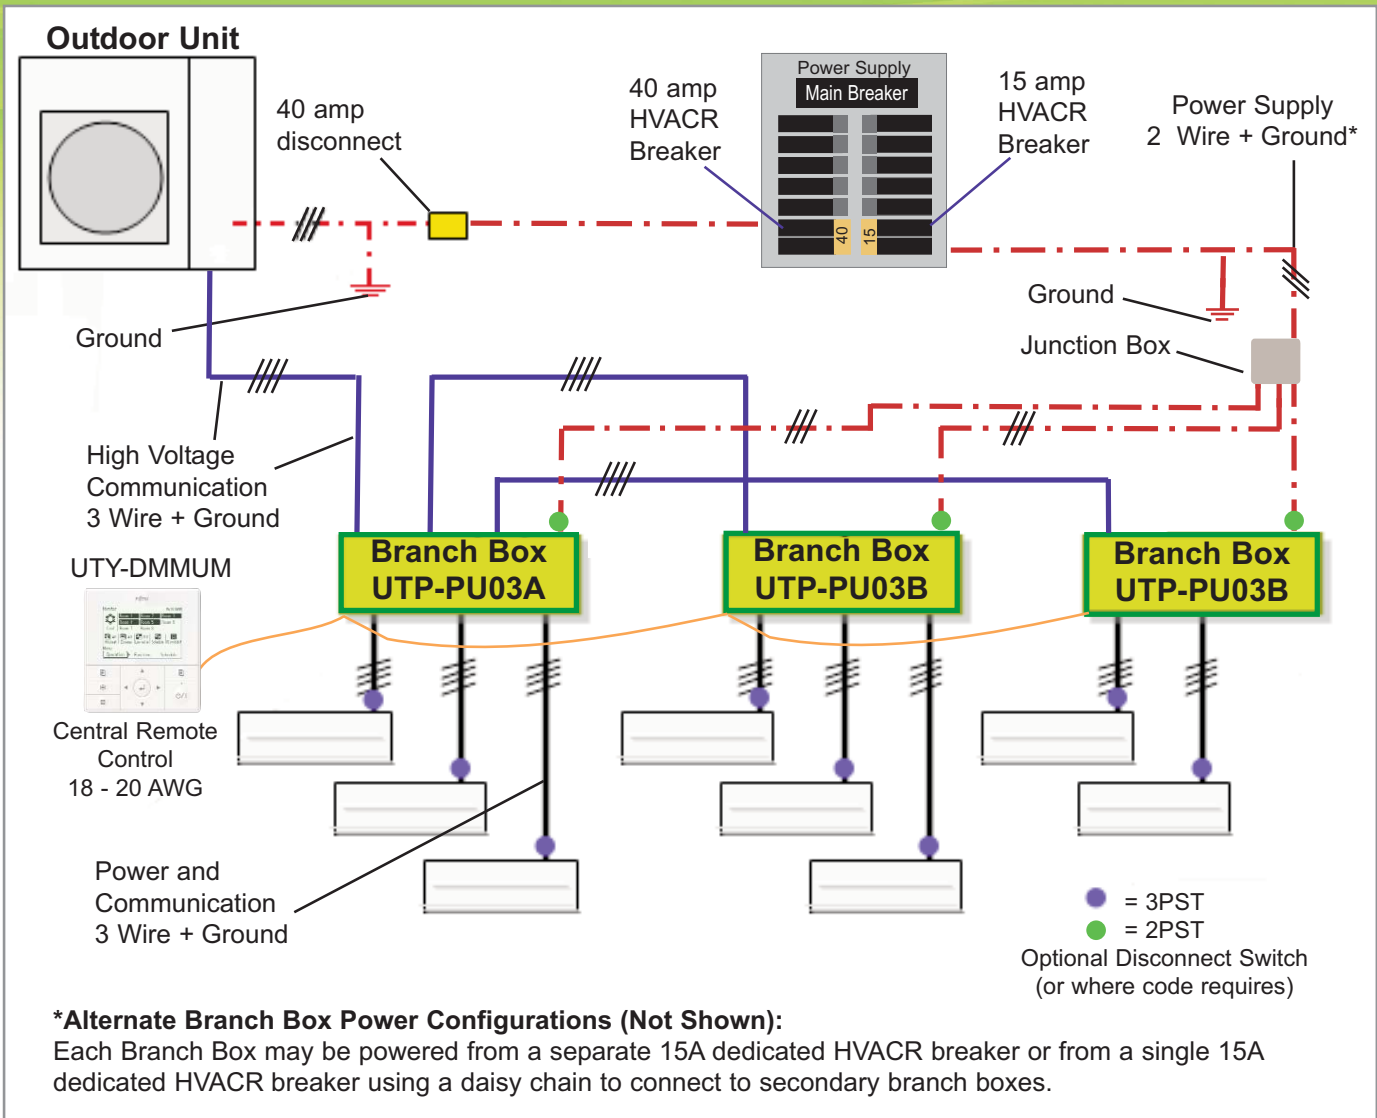 Outdoor Unit
40 amp
disconnect
40 amp
HVACR
Breaker
Power Supply
Main Breaker
40
15
15 amp
HVACR
Breaker
Power Supply
2 Wire + Ground*
Ground
Ground
Junction Box
High Voltage
Communication
3 Wire + Ground
Branch Box
UTP-PU03A
Branch Box
UTP-PU03B
Branch Box
UTP-PU03B
UTY-DMMUM
Central Remote
Control
18 - 20 AWG
Power and
Communication
3 Wire + Ground
= 3PST
= 2PST
Optional Disconnect Switch
(or where code requires)
*Alternate Branch Box Power Configurations (Not Shown):
Each Branch Box may be powered from a separate 15A dedicated HVACR breaker or from a single 15A
dedicated HVACR breaker using a daisy chain to connect to secondary branch boxes.